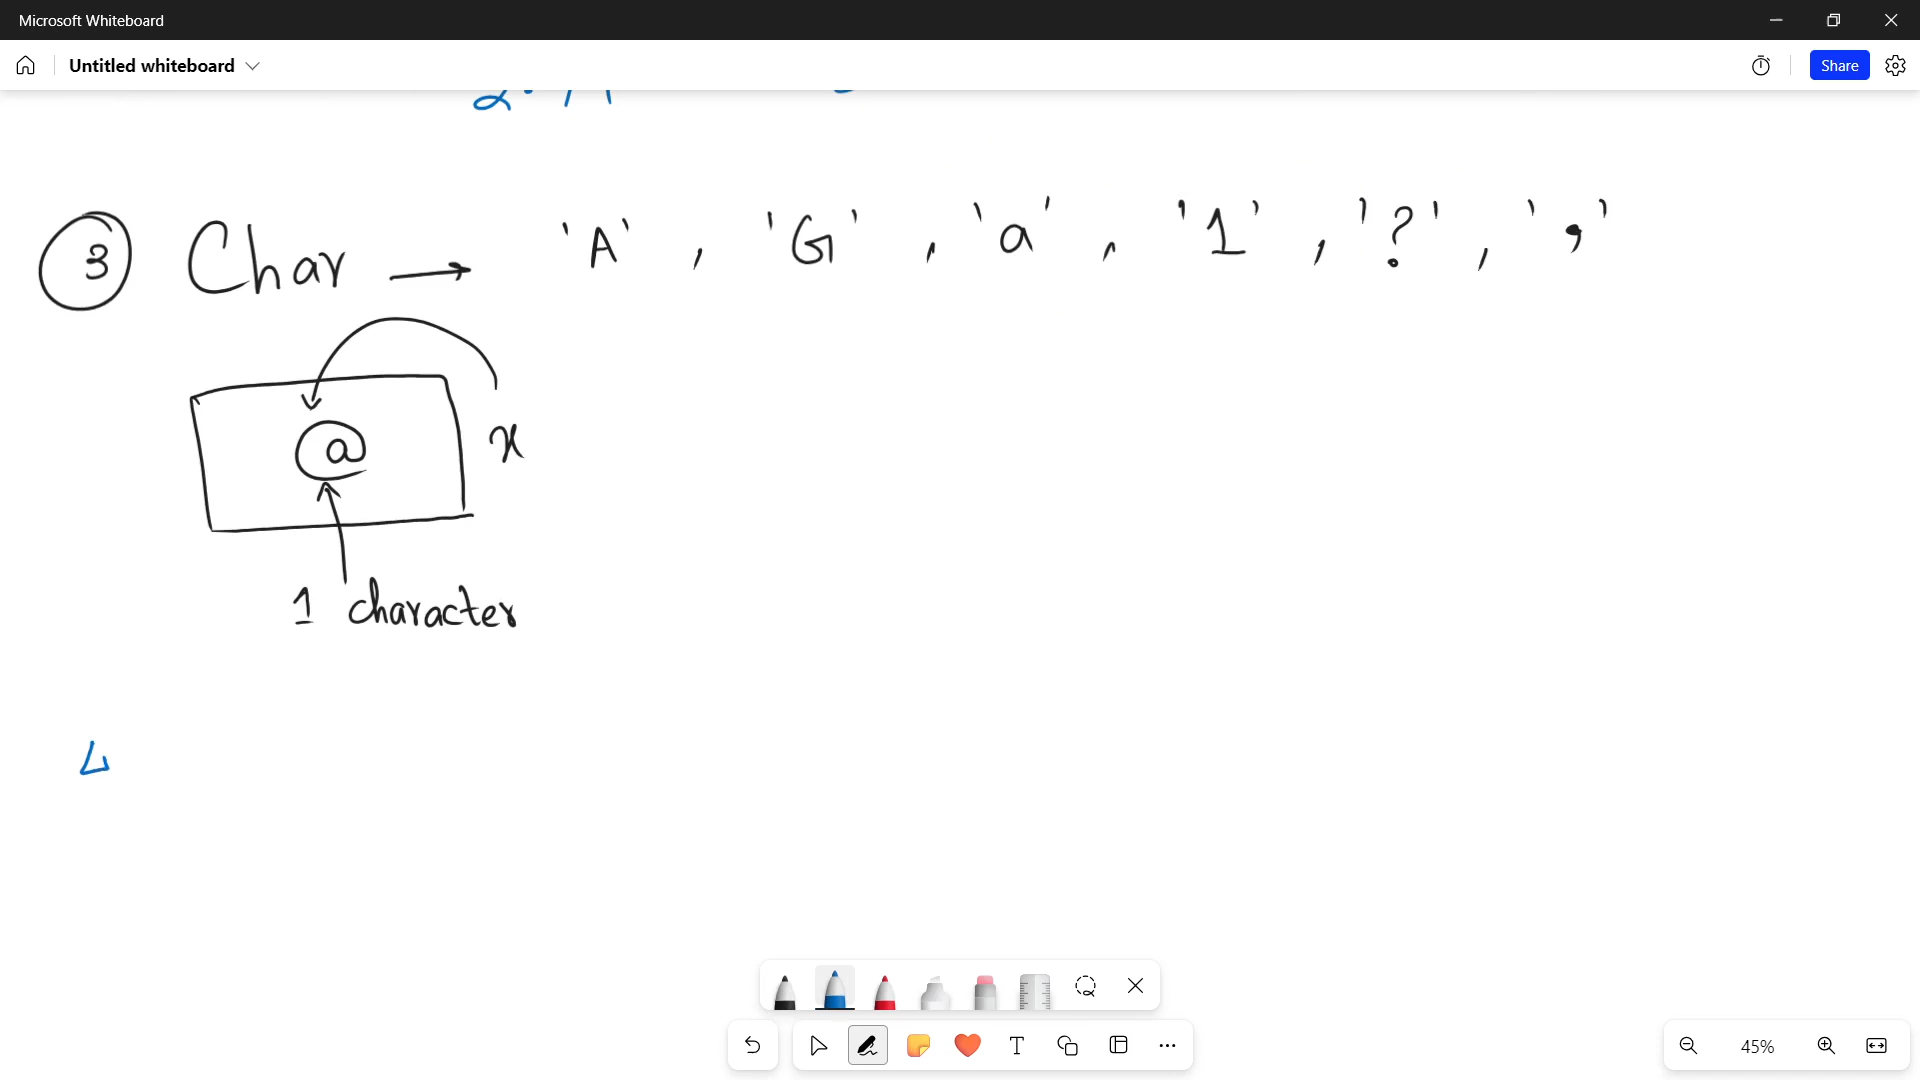 Microsoft Whiteboard
Untitled whiteboard
Share
3 Char → 'A' , 'G' , 'a' , '1' , '?' , ','
a
x
1 character
45%